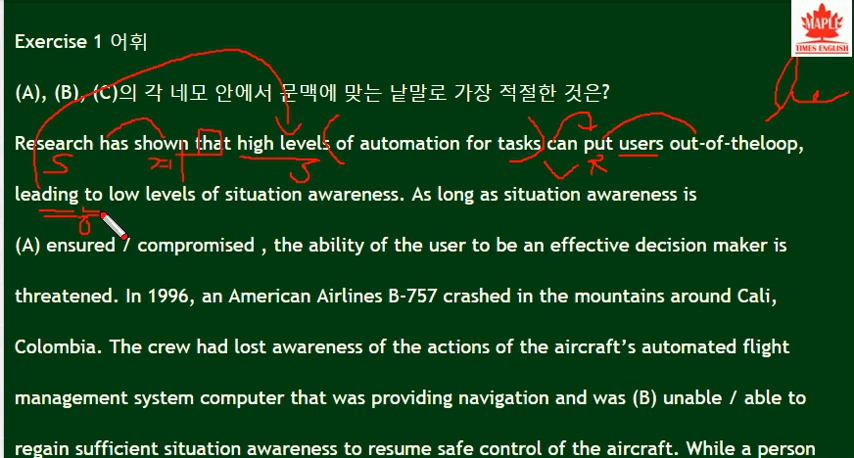 MAPLE
TIMES ENGLISH
Exercise 1 어휘
(A), (B), (C)의 각 네모 안에서 문맥에 맞는 낱말로 가장 적절한 것은?
Research has shown that high levels of automation for tasks can put users out-of-theloop,
leading to low levels of situation awareness. As long as situation awareness is
(A) ensured / compromised , the ability of the user to be an effective decision maker is
threatened. In 1996, an American Airlines B-757 crashed in the mountains around Cali,
Colombia. The crew had lost awareness of the actions of the aircraft's automated flight
management system computer that was providing navigation and was (B) unable / able to
regain sufficient situation awareness to resume safe control of the aircraft. While a person